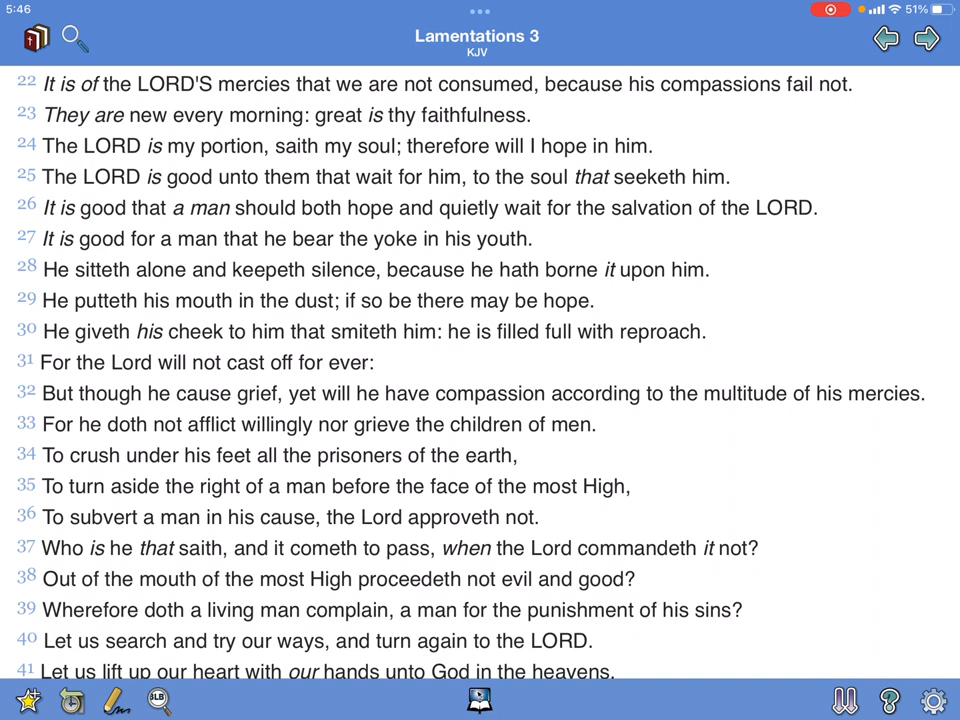 5:46
51%
Lamentations 3
KJV
22 It is of the LORD'S mercies that we are not consumed, because his compassions fail not.
23 They are new every morning: great is thy faithfulness.
24 The LORD is my portion, saith my soul; therefore will I hope in him.
25 The LORD is good unto them that wait for him, to the soul that seeketh him.
26 It is good that a man should both hope and quietly wait for the salvation of the LORD.
27 It is good for a man that he bear the yoke in his youth.
28 He sitteth alone and keepeth silence, because he hath borne it upon him.
29 He putteth his mouth in the dust; if so be there may be hope.
30 He giveth his cheek to him that smiteth him: he is filled full with reproach.
31 For the Lord will not cast off for ever:
32 But though he cause grief, yet will he have compassion according to the multitude of his mercies.
33 For he doth not afflict willingly nor grieve the children of men.
34 To crush under his feet all the prisoners of the earth,
35 To turn aside the right of a man before the face of the most High,
36 To subvert a man in his cause, the Lord approveth not.
37 Who is he that saith, and it cometh to pass, when the Lord commandeth it not?
38 Out of the mouth of the most High proceedeth not evil and good?
39 Wherefore doth a living man complain, a man for the punishment of his sins?
40 Let us search and try our ways, and turn again to the LORD.
41 Let us lift up our heart with our hands unto God in the heavens.
BLB